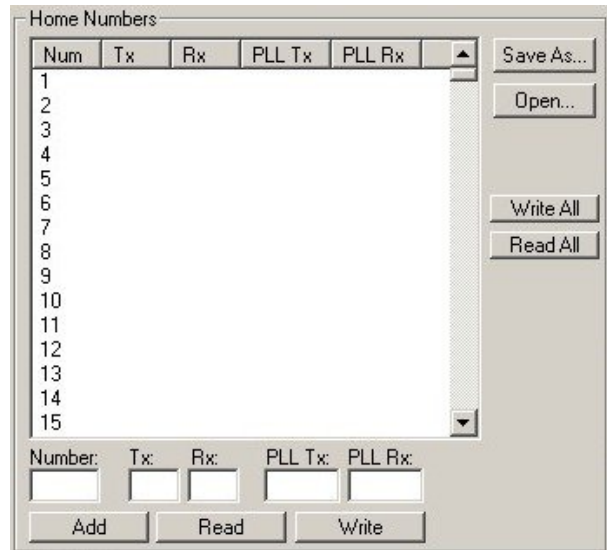 Home Numbers
Num Tx Rx PLL Tx PLL Rx
Save As...
1
2
Open...
3
4
5
6
Write All
7
8
Read All
9
10
11
12
13
14
15
Number: Tx: Rx: PLL Tx: PLL Rx:
Add Read Write